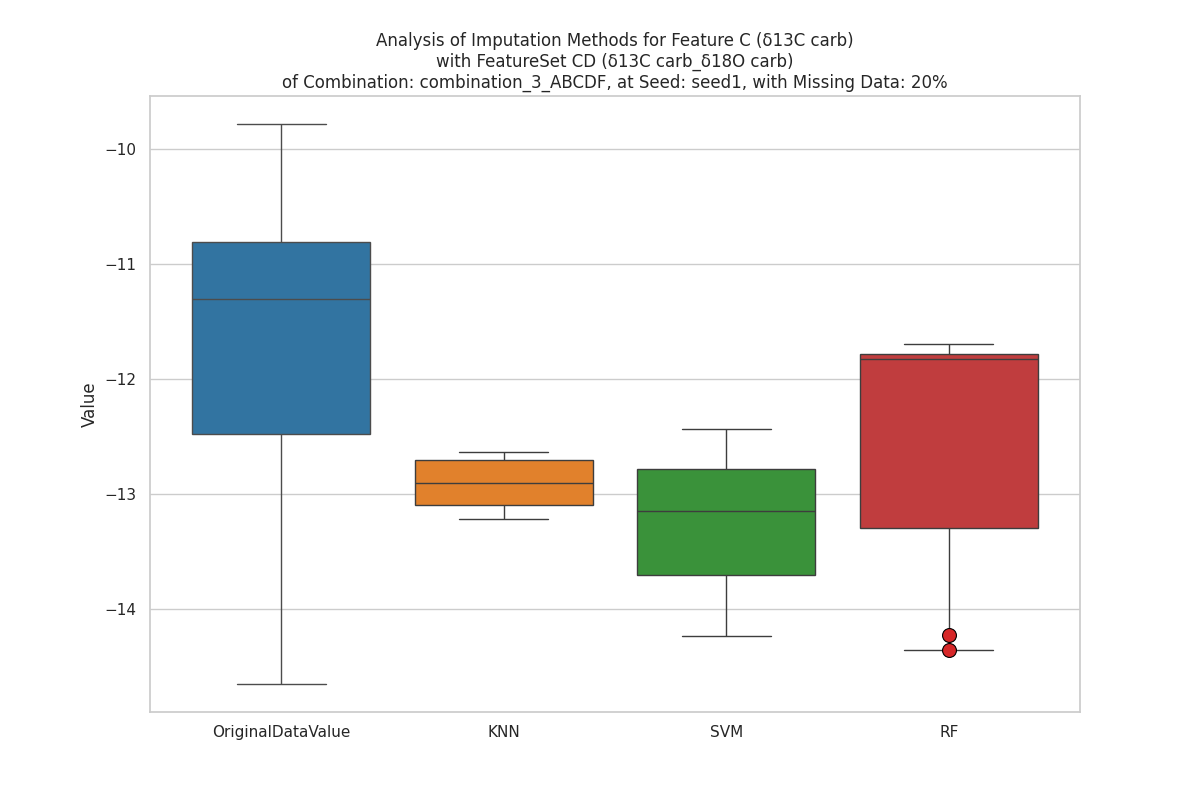 Analysis of Imputation Methods for Feature C (δ13C carb)
with FeatureSet CD (δ13C carb_δ18O carb)
of Combination: combination_3_ABCDF, at Seed: seed1, with Missing Data: 20%
−10
−11
−12
−13
−14
Value
OriginalDataValue
KNN
SVM
RF